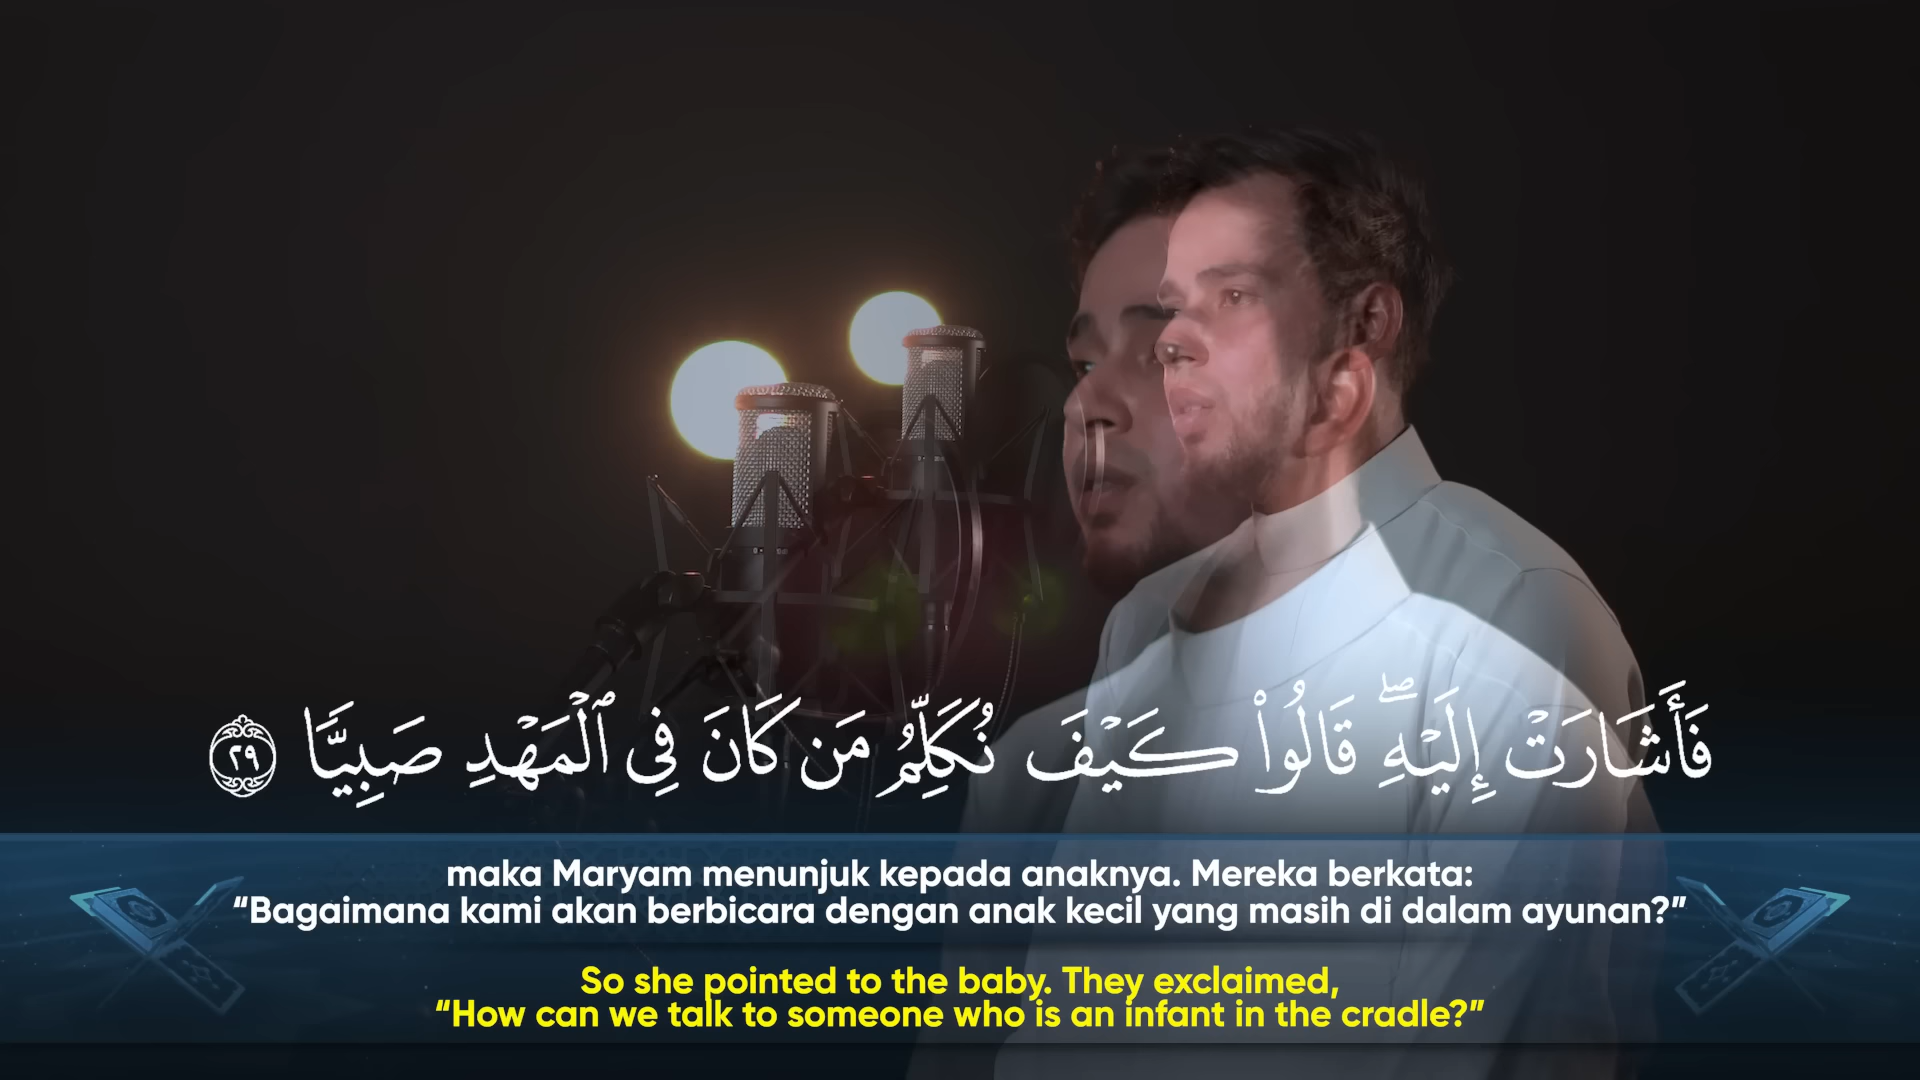 فَأَشَارَتْ إِلَيْهِ ۖ قَالُوا۟ كَيْفَ نُكَلِّمُ مَن كَانَ فِى ٱلْمَهْدِ صَبِيًّا ٢٩
maka Maryam menunjuk kepada anaknya. Mereka berkata:
“Bagaimana kami akan berbicara dengan anak kecil yang masih di dalam ayunan?”
So she pointed to the baby. They exclaimed,
“How can we talk to someone who is an infant in the cradle?”